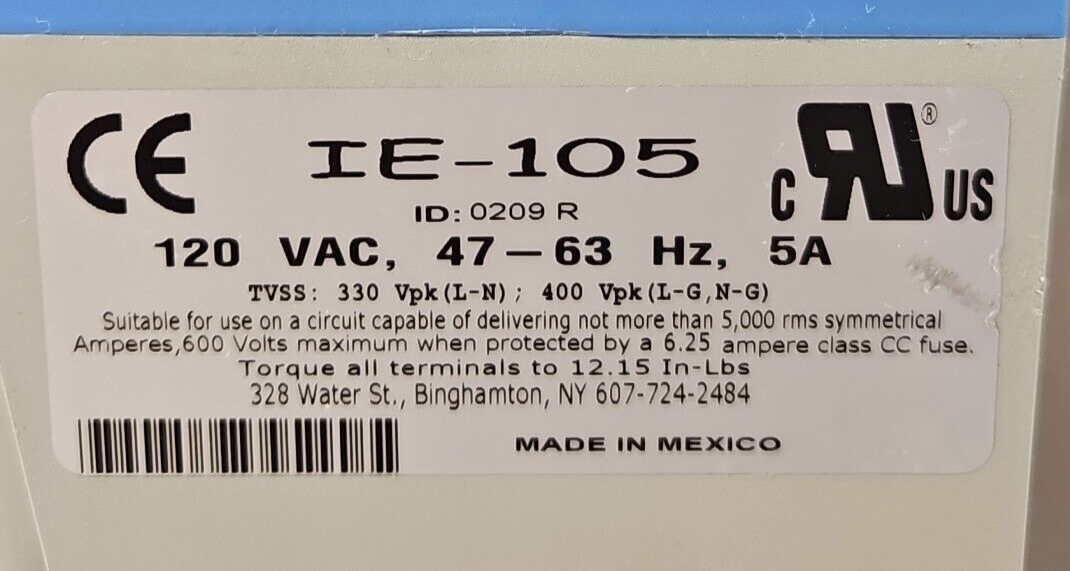 CE IE-105 C RU ® US
ID: 0209 R
120 VAC, 47-63 Hz, 5A
TVSS: 330 Vpk(L-N); 400 Vpk(L-G,N-G)
Suitable for use on a circuit capable of delivering not more than 5,000 rms symmetrical
Amperes,600 Volts maximum when protected by a 6.25 ampere class CC fuse.
Torque all terminals to 12.15 In-Lbs
328 Water St., Binghamton, NY 607-724-2484
MADE IN MEXICO